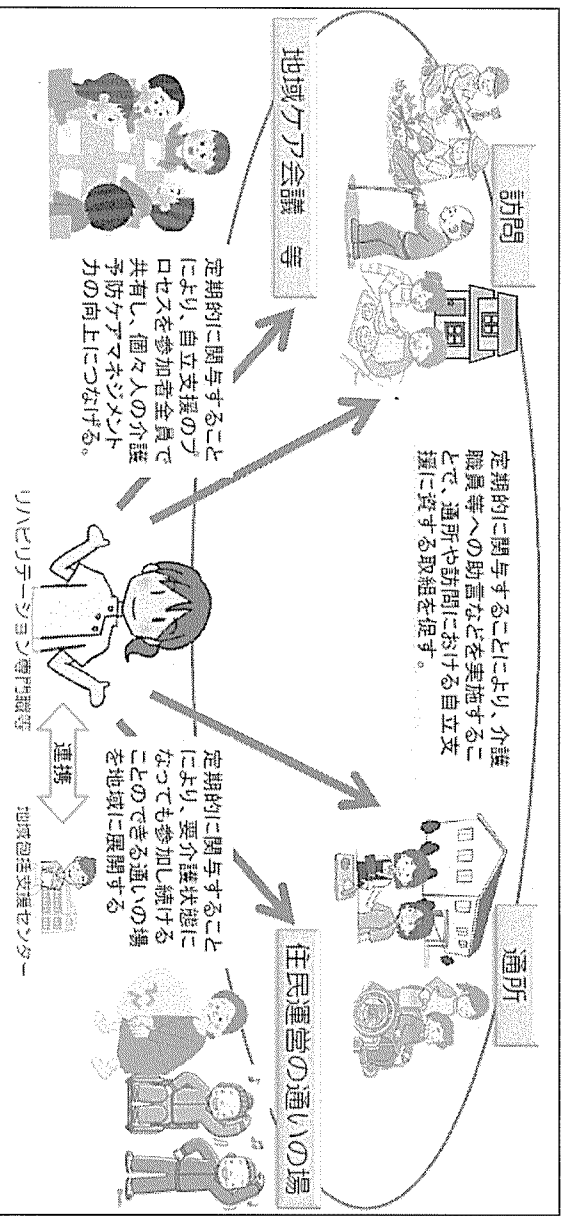 訪問
通所
定期的に関与することにより、介護
職員等への助言などを実施するこ
とで、通所や訪問における自立支
援に資する取組を促す。
地域ケア会議　等
住民運営の通いの場
定期的に関与すること
により、自立支援のプ
ロセスを参加者全員で
共有し、個々人の介護
予防ケアマネジメント
力の向上につなげる。
定期的に関与すること
により、要介護状態に
なっても参加し続ける
ことのできる通いの場
を地域に展開する
リハビリテーション専門職等
連携
地域包括支援センター